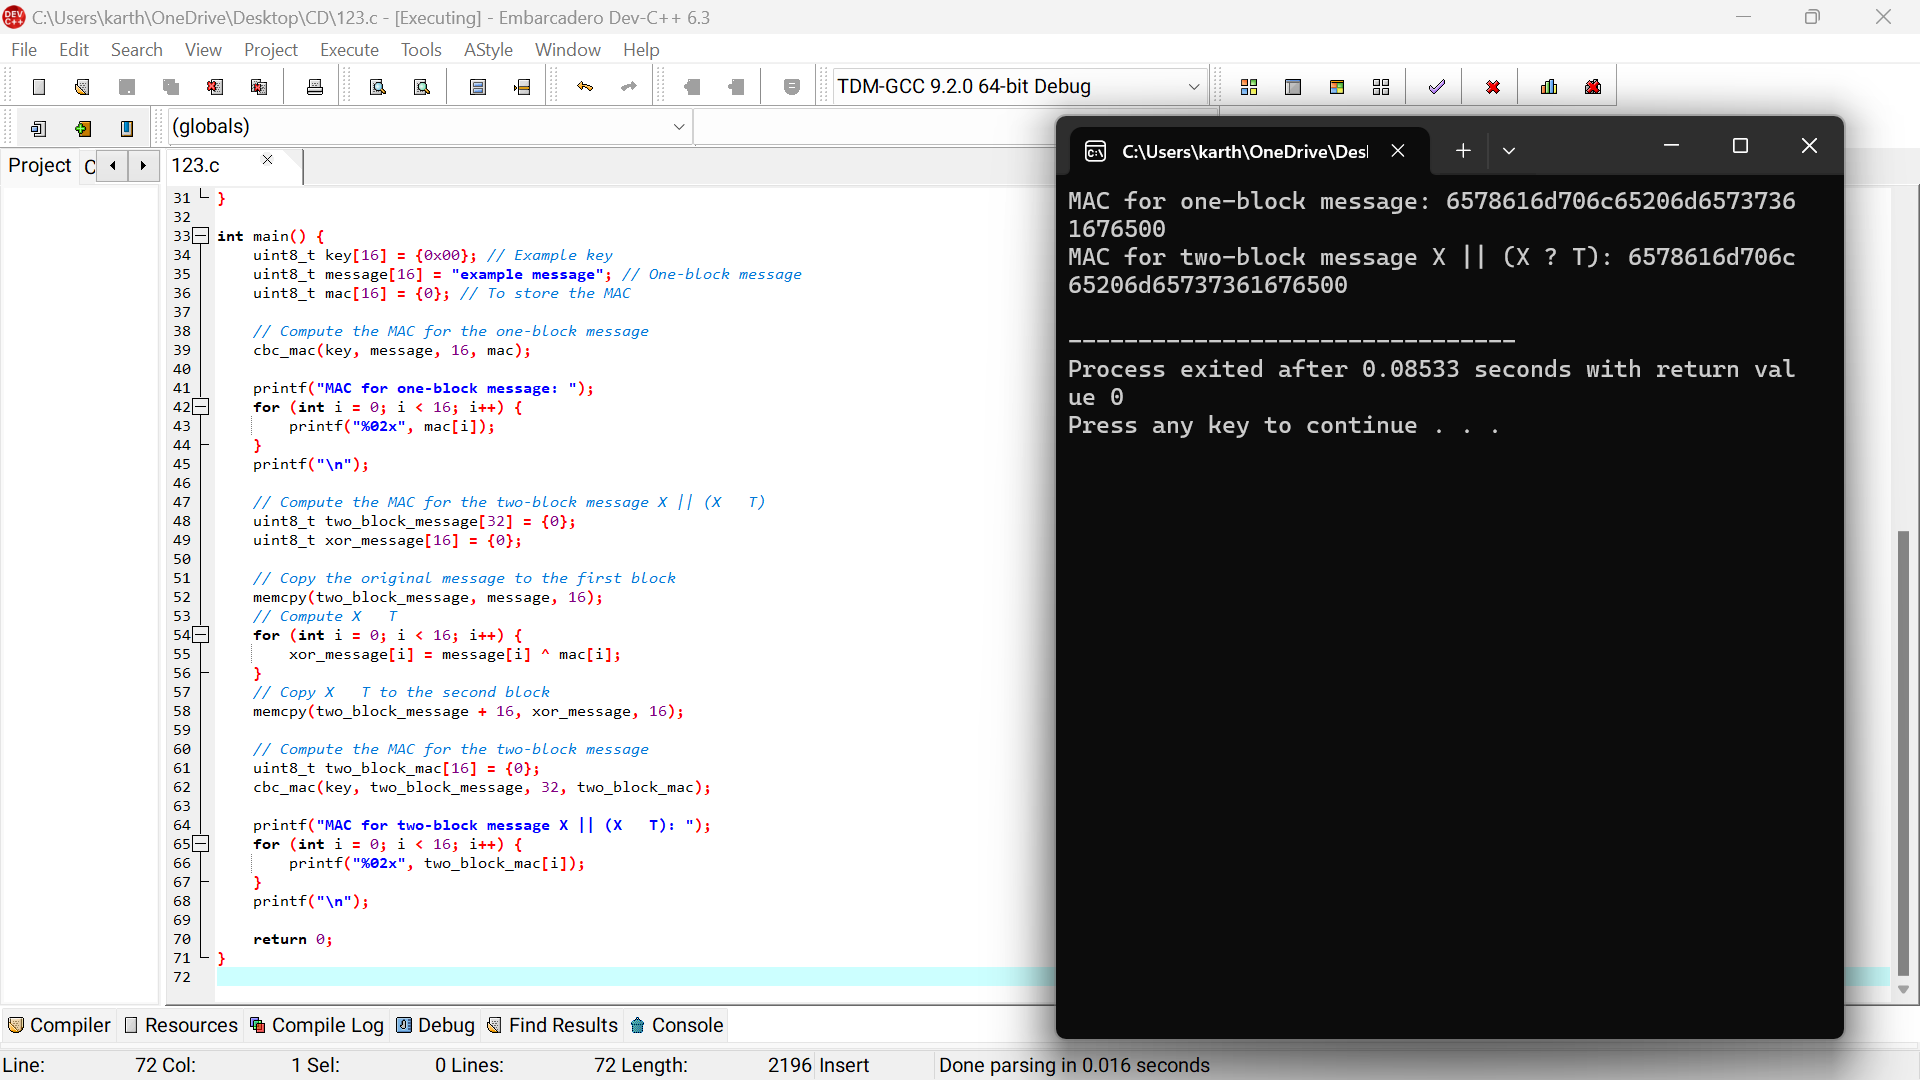 C:\Users\karth\OneDrive\Desktop\CD\123.c - [Executing] - Embarcadero Dev-C++ 6.3
File Edit Search View Project Execute Tools AStyle Window Help
TDM-GCC 9.2.0 64-bit Debug
(globals)
Project C
123.c
31 }
32
33 int main() {
34 uint8_t key[16] = {0x00}; // Example key
35 uint8_t message[16] = "example message"; // One-block message
36 uint8_t mac[16] = {0}; // To store the MAC
37
38 // Compute the MAC for the one-block message
39 cbc_mac(key, message, 16, mac);
40
41 printf("MAC for one-block message: ");
42 for (int i = 0; i < 16; i++) {
43 printf("%02x", mac[i]);
44 }
45 printf("\n");
46
47 // Compute the MAC for the two-block message X || (X   T)
48 uint8_t two_block_message[32] = {0};
49 uint8_t xor_message[16] = {0};
50
51 // Copy the original message to the first block
52 memcpy(two_block_message, message, 16);
53 // Compute X   T
54 for (int i = 0; i < 16; i++) {
55 xor_message[i] = message[i] ^ mac[i];
56 }
57 // Copy X   T to the second block
58 memcpy(two_block_message + 16, xor_message, 16);
59
60 // Compute the MAC for the two-block message
61 uint8_t two_block_mac[16] = {0};
62 cbc_mac(key, two_block_message, 32, two_block_mac);
63
64 printf("MAC for two-block message X || (X   T): ");
65 for (int i = 0; i < 16; i++) {
66 printf("%02x", two_block_mac[i]);
67 }
68 printf("\n");
69
70 return 0;
71 }
72
C:\Users\karth\OneDrive\Des
MAC for one-block message: 6578616d706c65206d6573736
1676500
MAC for two-block message X || (X ? T): 6578616d706c
65206d65737361676500
--------------------------------
Process exited after 0.08533 seconds with return val
ue 0
Press any key to continue . . .
Compiler Resources Compile Log Debug Find Results Console
Line: 72 Col: 1 Sel: 0 Lines: 72 Length: 2196 Insert Done parsing in 0.016 seconds